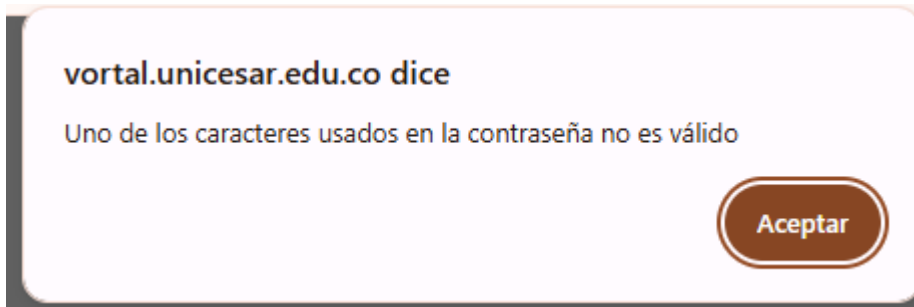 vortal.unicesar.edu.co dice
Uno de los caracteres usados en la contraseña no es válido
Aceptar